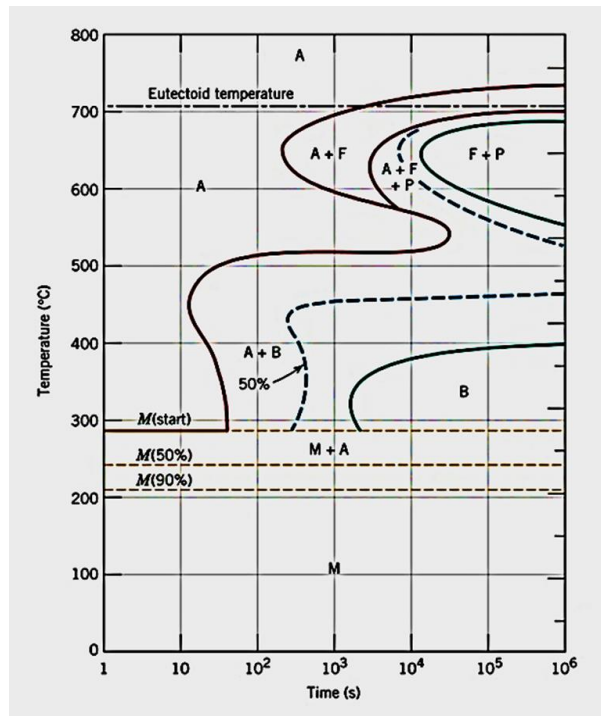 800
A
Eutectoid temperature
700
A + F
A + F
+ P
F + P
A
600
500
400
A + B
50%
B
300
M(start)
M + A
M(50%)
M(90%)
200
M
100
0
1
10
10²
10³
10⁴
10⁵
10⁶
Temperature (°C)
Time (s)